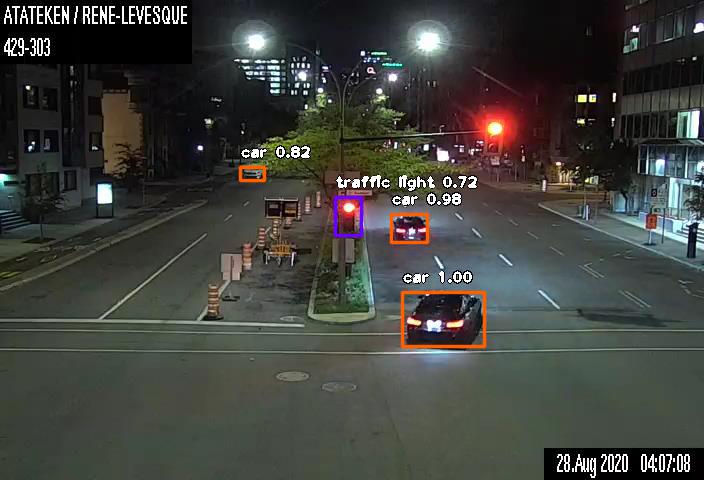 ATATEKEN / RENE-LEVESQUE
429-303
car 0.82
traffic light 0.72
car 0.98
car 1.00
28.Aug 2020 04:07:08